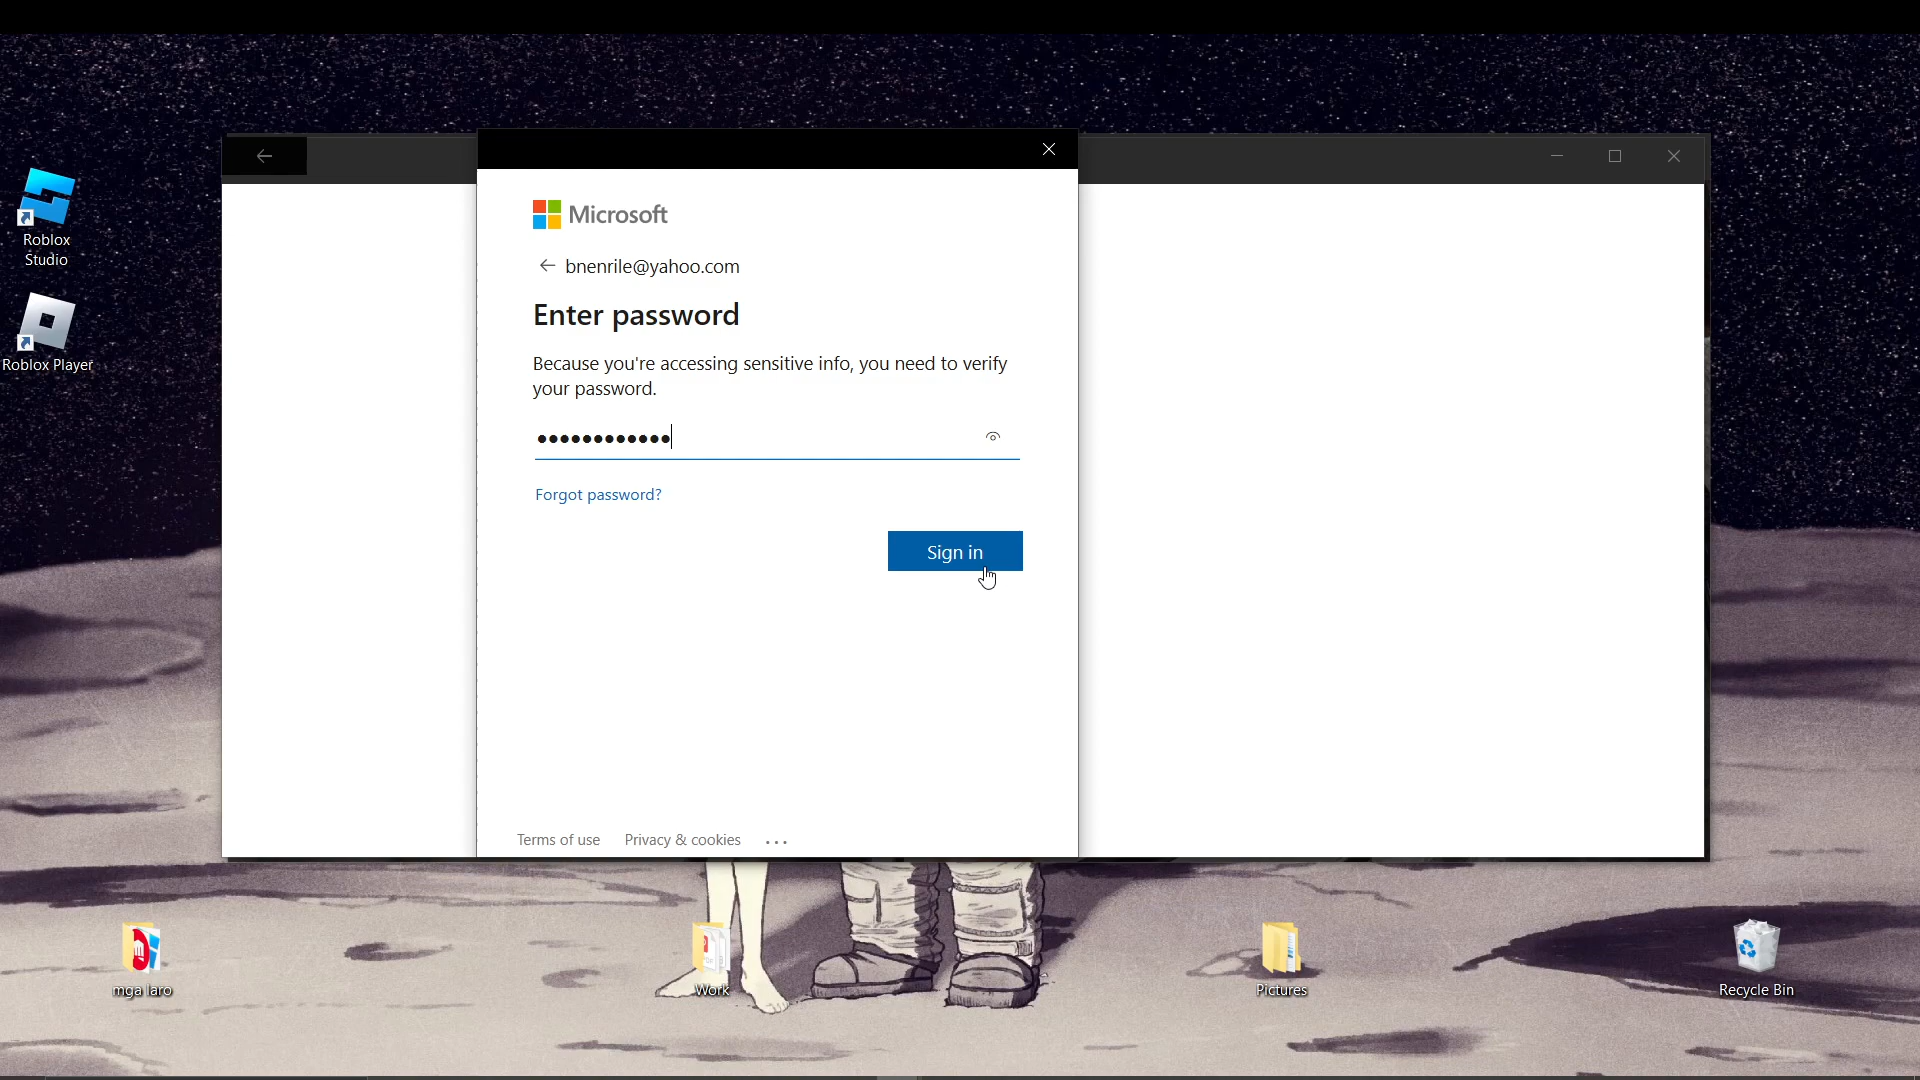 Microsoft
bnenrile@yahoo.com
Enter password
Because you're accessing sensitive info, you need to verify
your password.
Forgot password?
Sign in
Terms of use Privacy & cookies ...
Roblox
Studio
Roblox Player
mga laro
Work
Pictures
Recycle Bin